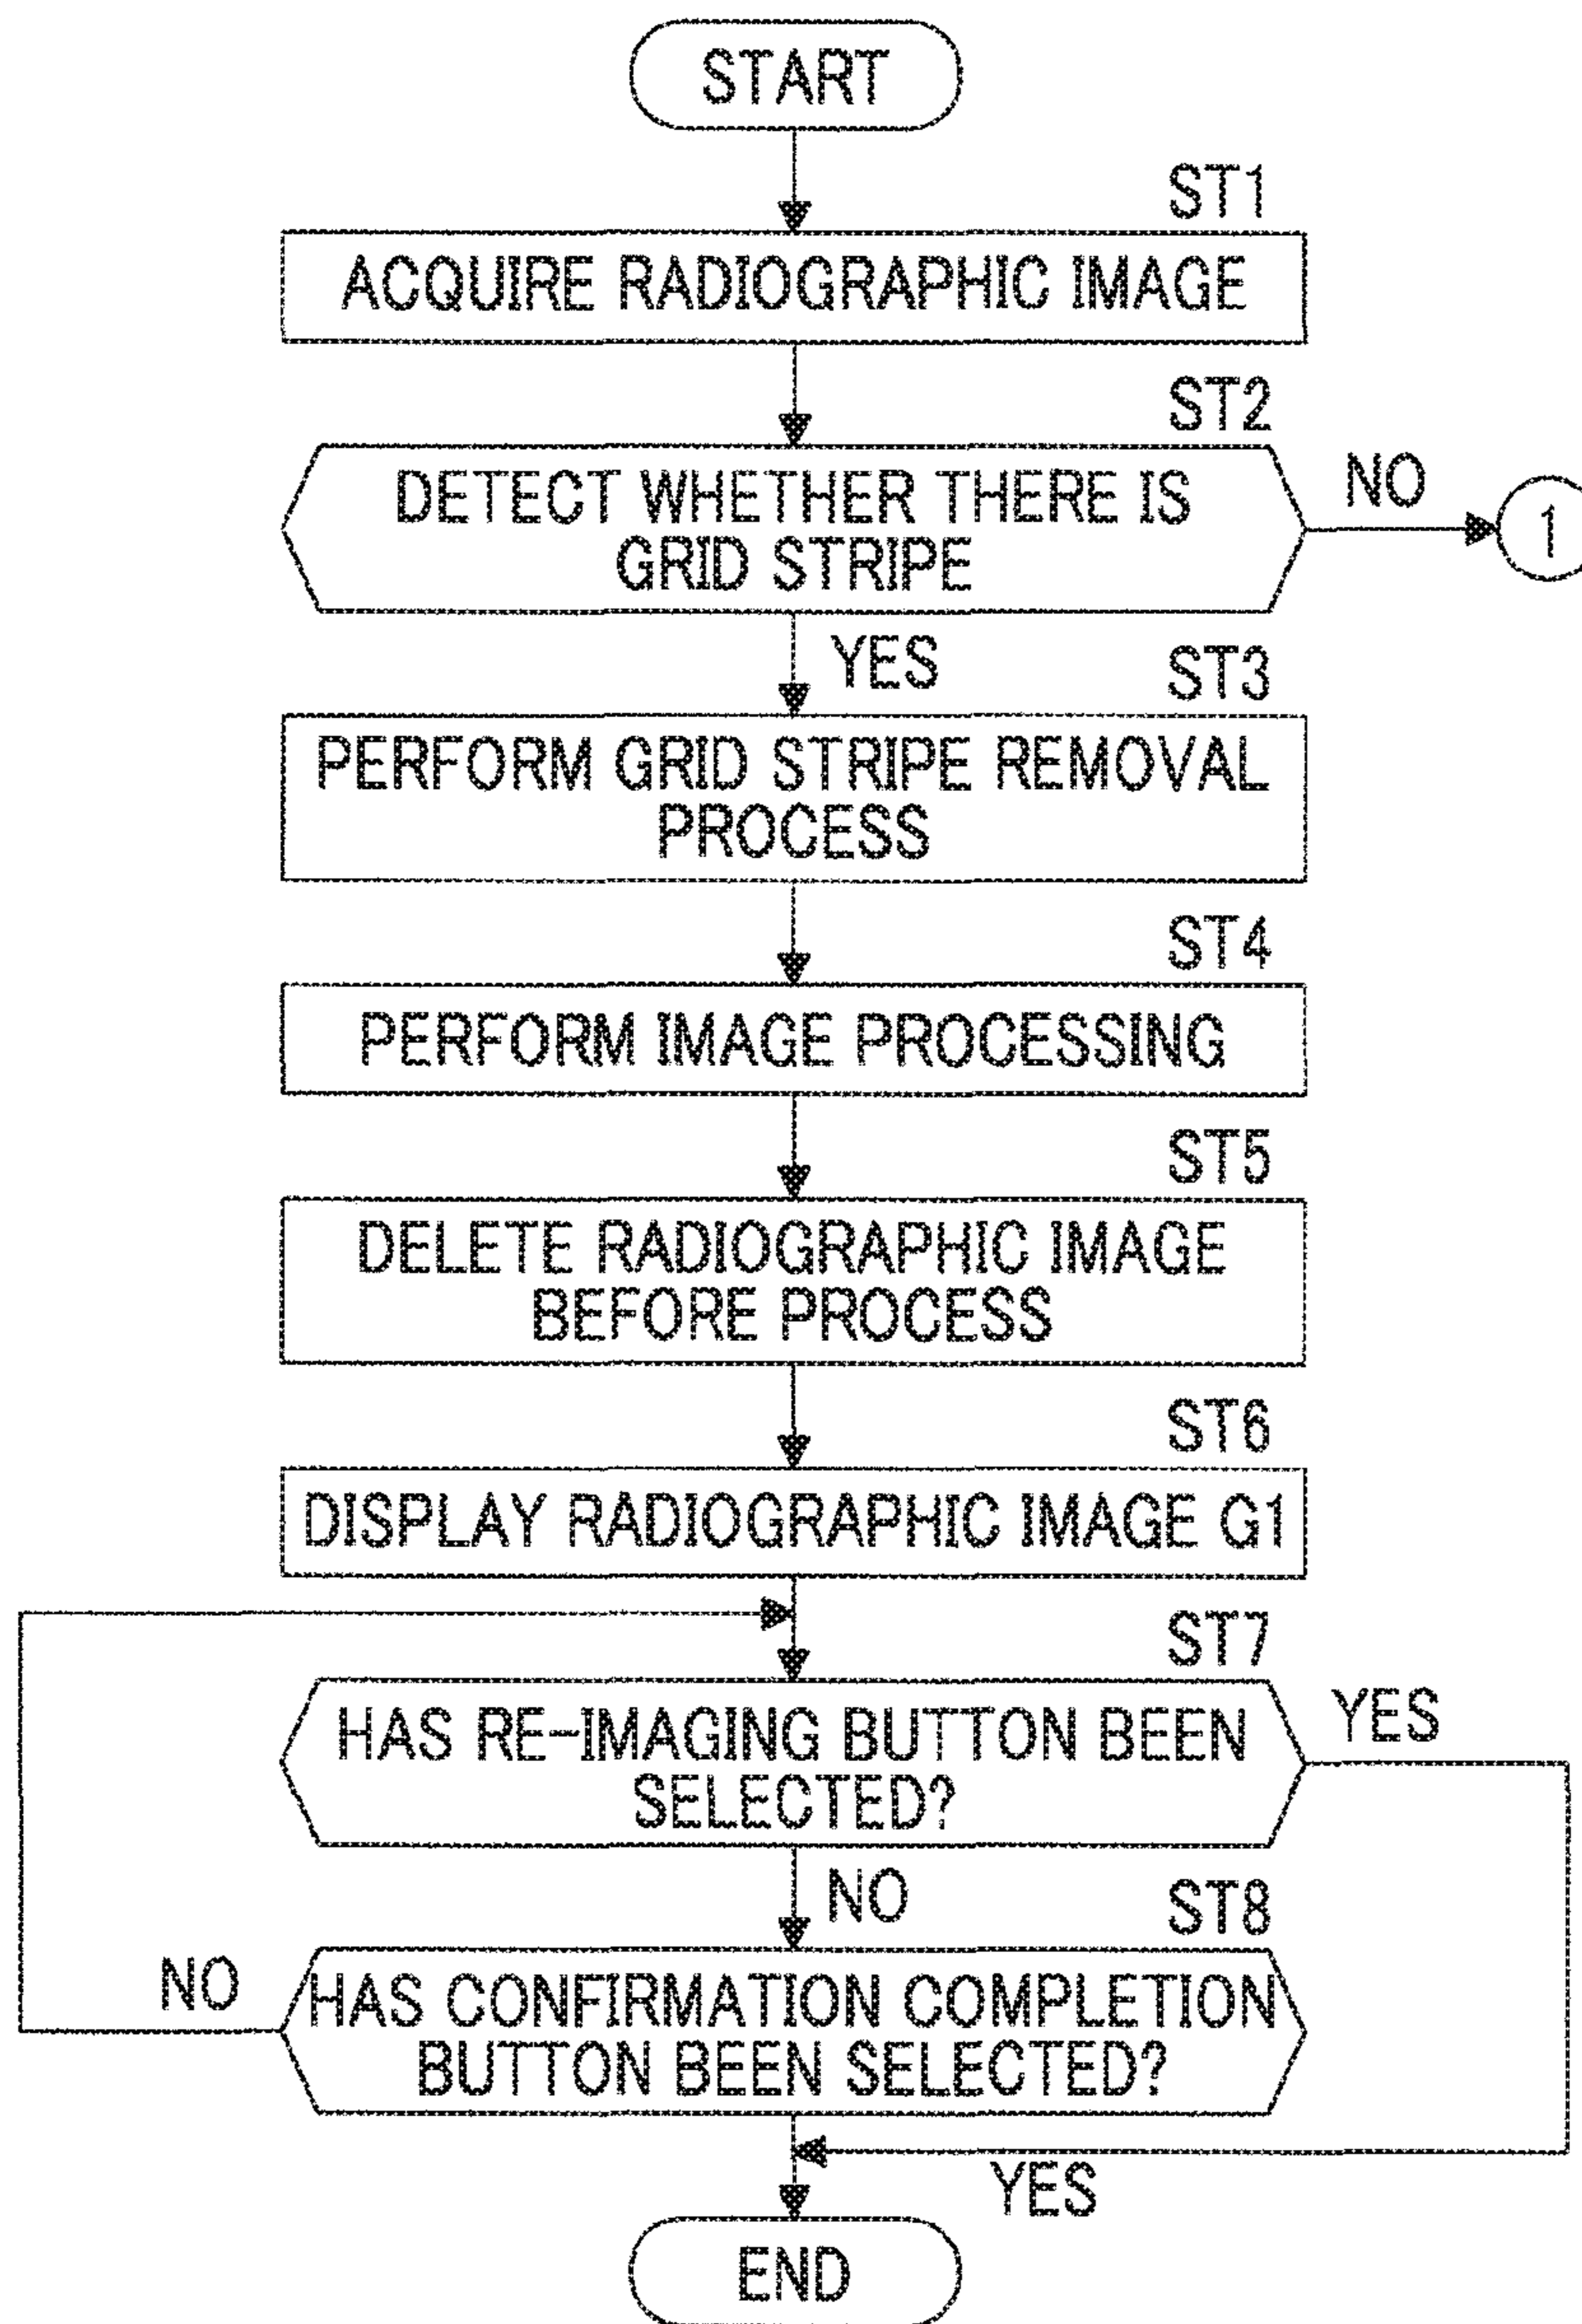 START
ST1
ACQUIRE RADIOGRAPHIC IMAGE
ST2
DETECT WHETHER THERE IS
GRID STRIPE
NO
1
YES
ST3
PERFORM GRID STRIPE REMOVAL
PROCESS
ST4
PERFORM IMAGE PROCESSING
ST5
DELETE RADIOGRAPHIC IMAGE
BEFORE PROCESS
ST6
DISPLAY RADIOGRAPHIC IMAGE G1
ST7
HAS RE-IMAGING BUTTON BEEN
SELECTED?
YES
NO
ST8
HAS CONFIRMATION COMPLETION
BUTTON BEEN SELECTED?
NO
YES
END